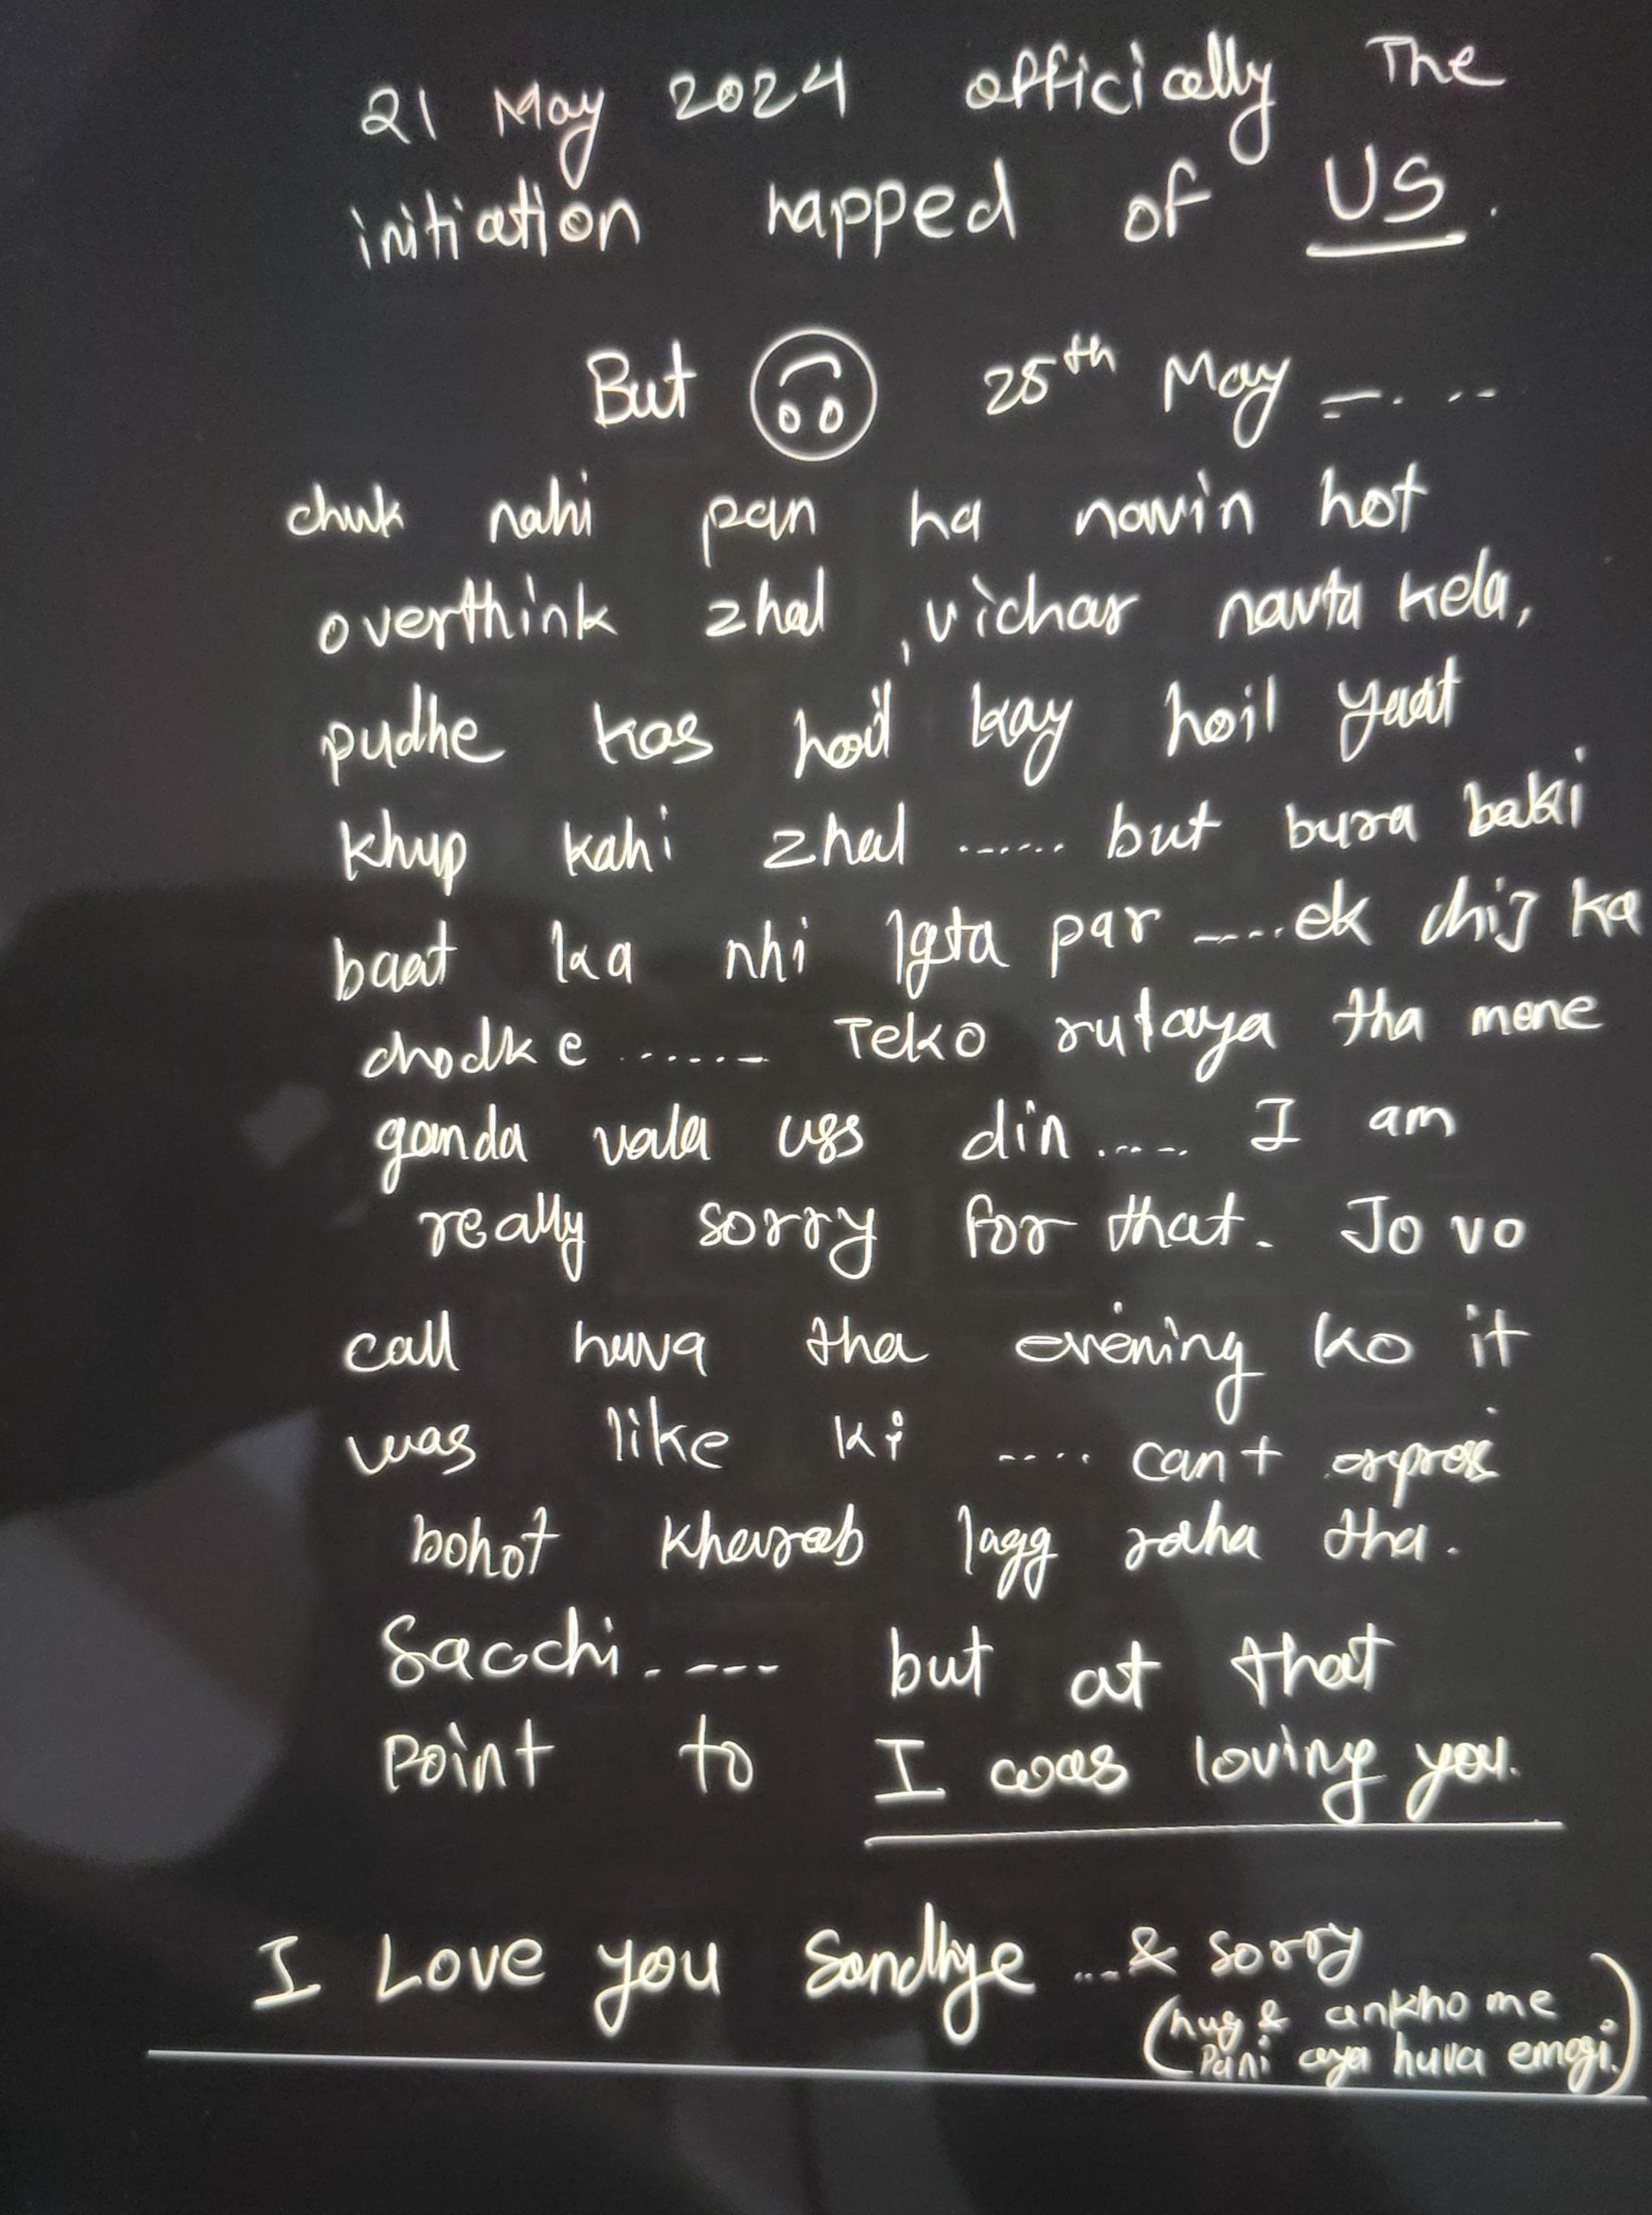 21 May 2024 officially The
initiation happed of US.
But 25th May -....
chuk nahi pan ha navin hot
overthink zhal , vichar navta kela,
pudhe kas hoil kay hoil yaat
khup kahi zhal ...... but bura baki
baat ka nhi lgta par .....ek chij ka
chodke ...... Teko rulaya tha mene
ganda vala uss din ..... I am
really sorry for that. Jo vo
call huva tha evening ko it
was like ki .... can't
bohot kharab lagg raha tha.
Sacchi.---- but at that
point to I was loving you.
I Love you Sandhye ...& sorry
(hug & ankho me
Pani aya huva emogi.)